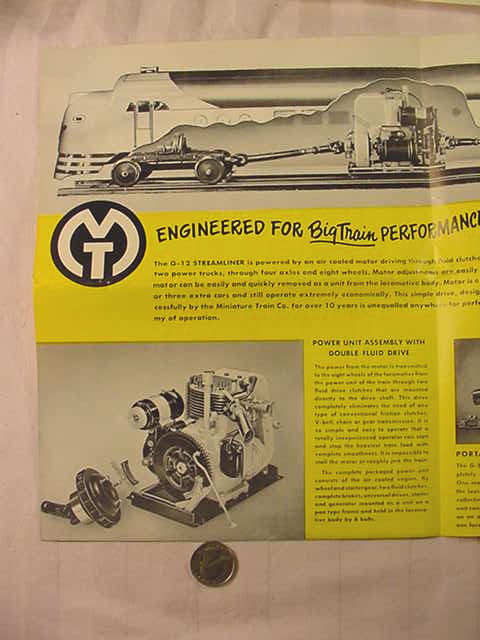 MT
ENGINEERED FOR Big Train PERFORMANCE
The G-12 STREAMLINER is powered by an air cooled motor driving through fluid clutche
two power trucks, through four axles and eight wheels. Motor adjustments are easily
motor can be easily and quickly removed as a unit from the locomotive body. Motor is
or three extra cars and still operate extremely economically. This simple drive, desig
cessfully by the Miniature Train Co. for over 10 years is unequalled anywhere for perf
my of operation.
POWER UNIT ASSEMBLY WITH
DOUBLE FLUID DRIVE
The power from the motor is transmitted
to the eight wheels of the locomotive from
the power unit of the train through two
fluid drive clutches that are mounted
directly to the drive shaft. This drive
completely eliminates the need of any
type of conventional friction clutches,
V-belt, chain or gear transmission. It is
so simple and easy to operate that a
totally inexperienced operator can start
and stop the heaviest train load with
complete smoothness. It is impossible to
stall the motor or roughly jerk the train.
The complete packaged power unit
consists of the air cooled engine, fly
wheel and starter gear, two fluid clutches,
complete brakes, universal drives, starter
and generator mounted as a unit on a
pan type frame and held in the locomo-
tive body by 8 bolts.
PORTA
The G-1
pletely
One ma
the
unit can